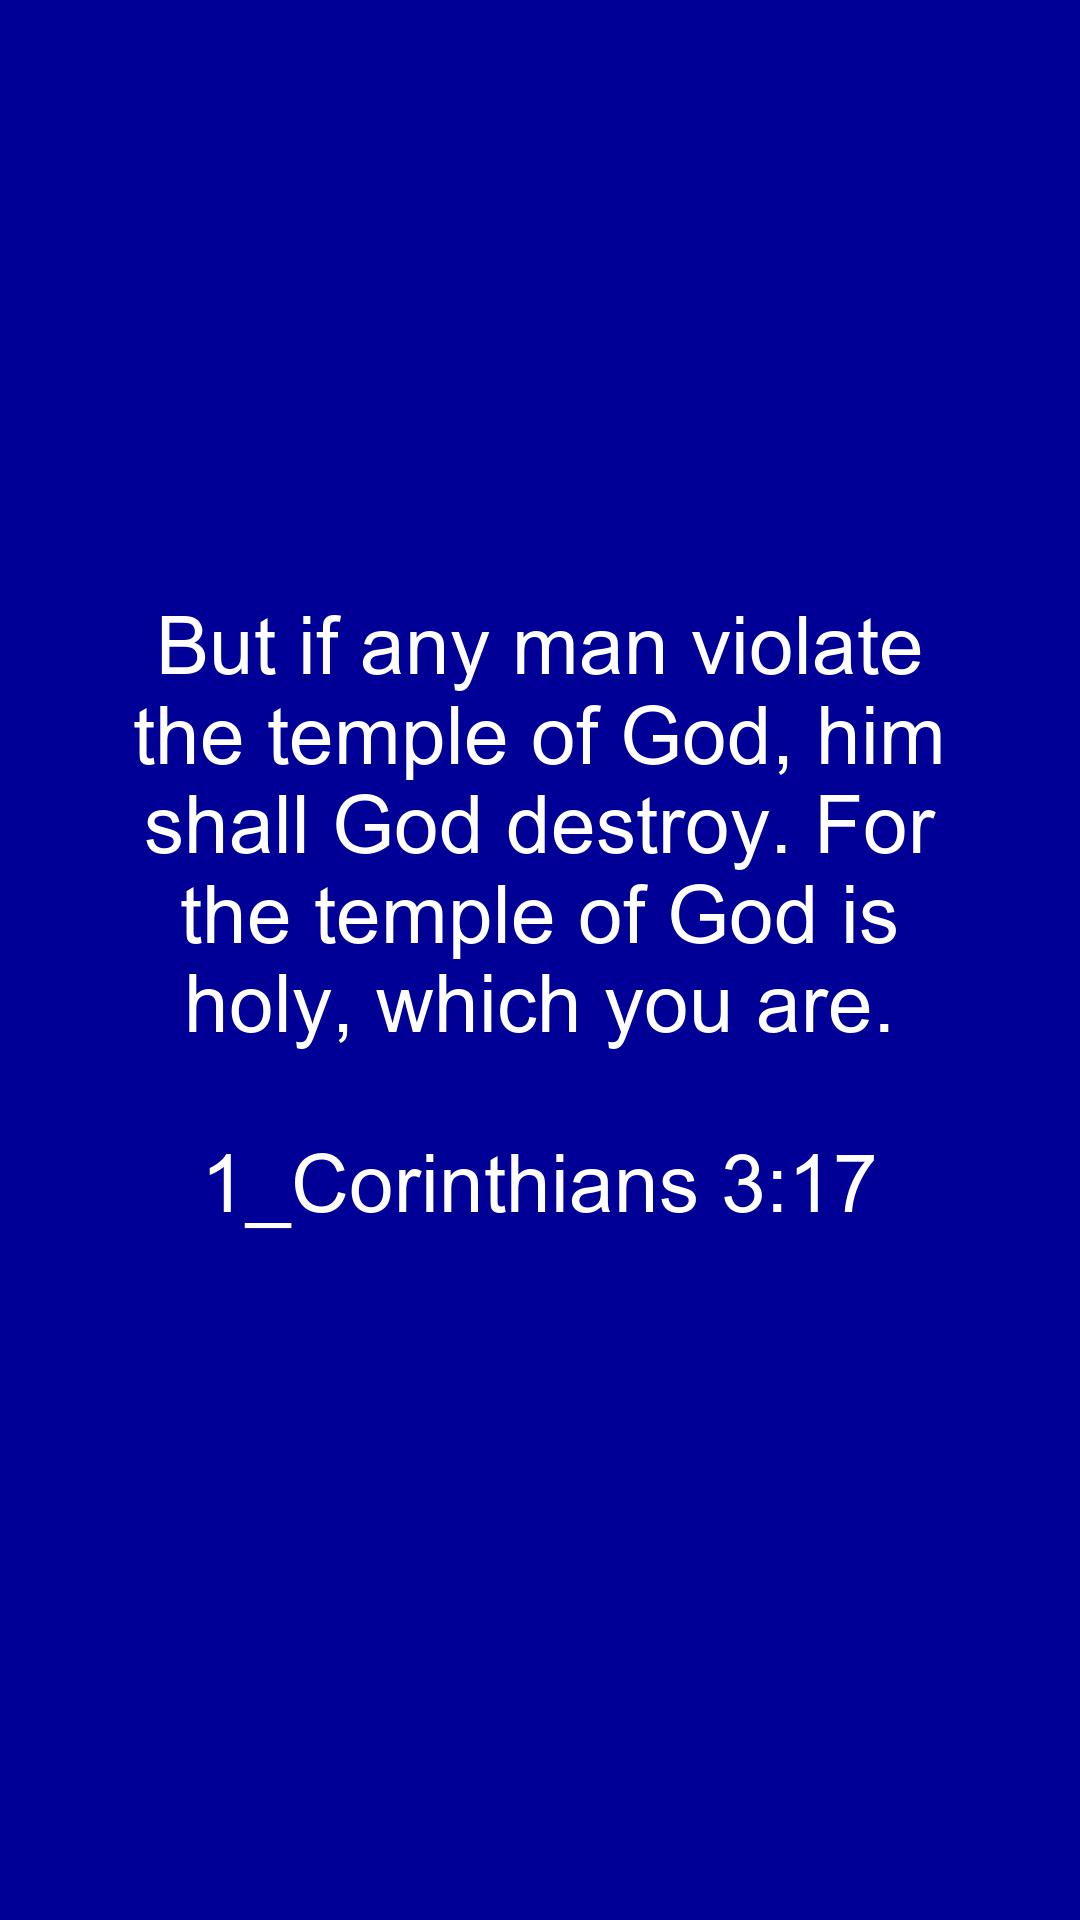 But if any man violate
the temple of God, him
shall God destroy. For
the temple of God is
holy, which you are.
1_Corinthians 3:17